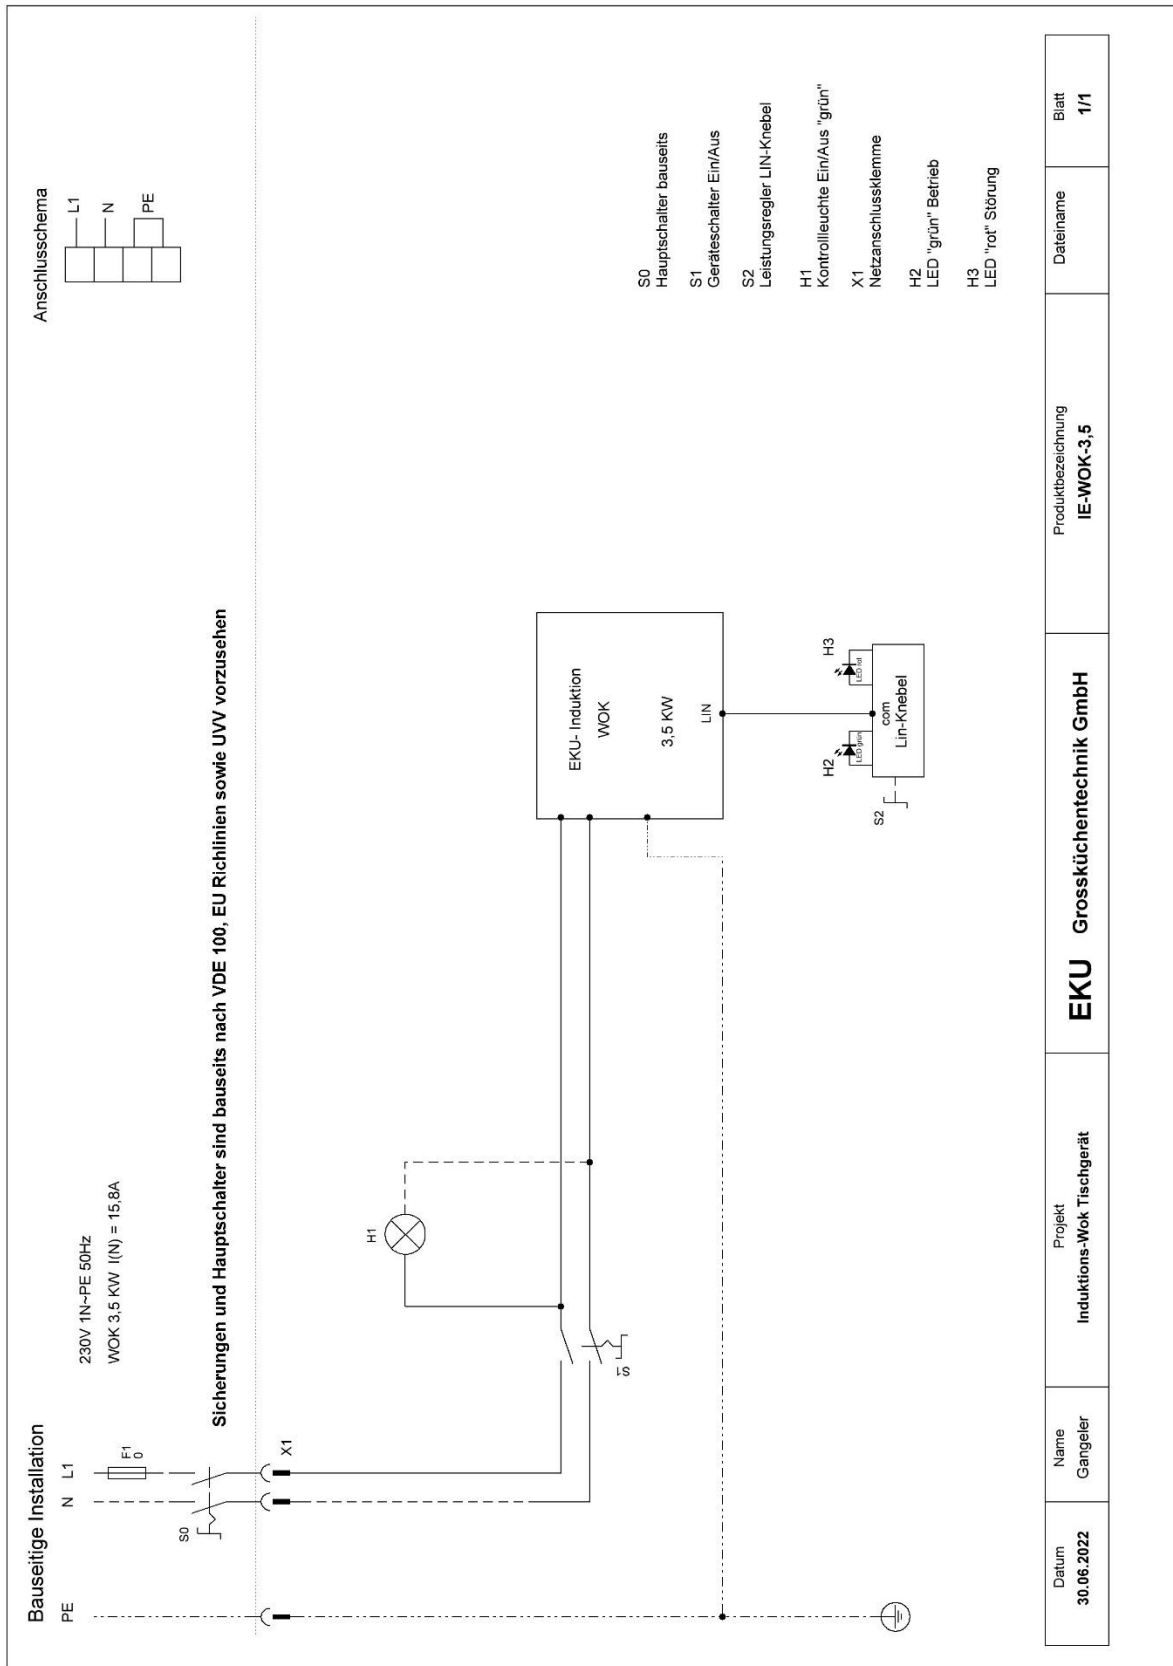 Bauseitige Installation
PE
N
L1
230V 1N~PE 50Hz
WOK 3,5 KW I(N) = 15,8A
Anschlusschema
L1
N
PE
F1
0
S0
Sicherungen und Hauptschalter sind bauseits nach VDE 100, EU Richlinien sowie UVV vorzusehen
X1
H1
S1
EKU- Induktion
WOK
3,5 KW
LIN
H2
LED grün
H3
LED rot
com
Lin-Knebel
S2
S0
Hauptschalter bauseits
S1
Geräteschalter Ein/Aus
S2
Leistungsregler LIN-Knebel
H1
Kontrollleuchte Ein/Aus "grün"
X1
Netzanschlussklemme
H2
LED "grün" Betrieb
H3
LED "rot" Störung
Datum
30.06.2022
Name
Gangeler
Projekt
Induktions-Wok Tischgerät
EKU Grossküchentechnik GmbH
Produktbezeichnung
IE-WOK-3,5
Dateiname
Blatt
1/1